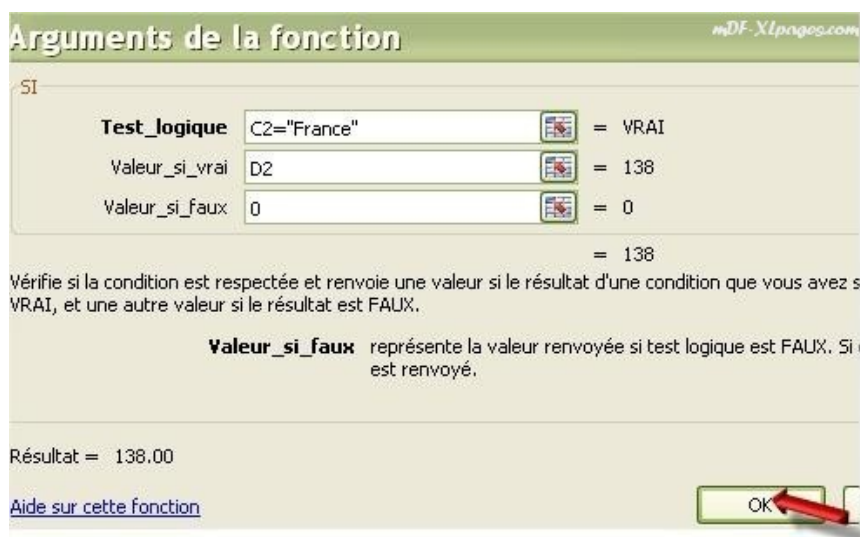 Arguments de la fonction
mDF-XLpages.com
SI
Test_logique C2="France" = VRAI
Valeur_si_vrai D2 = 138
Valeur_si_faux 0 = 0
= 138
Vérifie si la condition est respectée et renvoie une valeur si le résultat d'une condition que vous avez s
VRAI, et une autre valeur si le résultat est FAUX.
Valeur_si_faux représente la valeur renvoyée si test logique est FAUX. Si
est renvoyé.
Résultat = 138.00
Aide sur cette fonction
OK